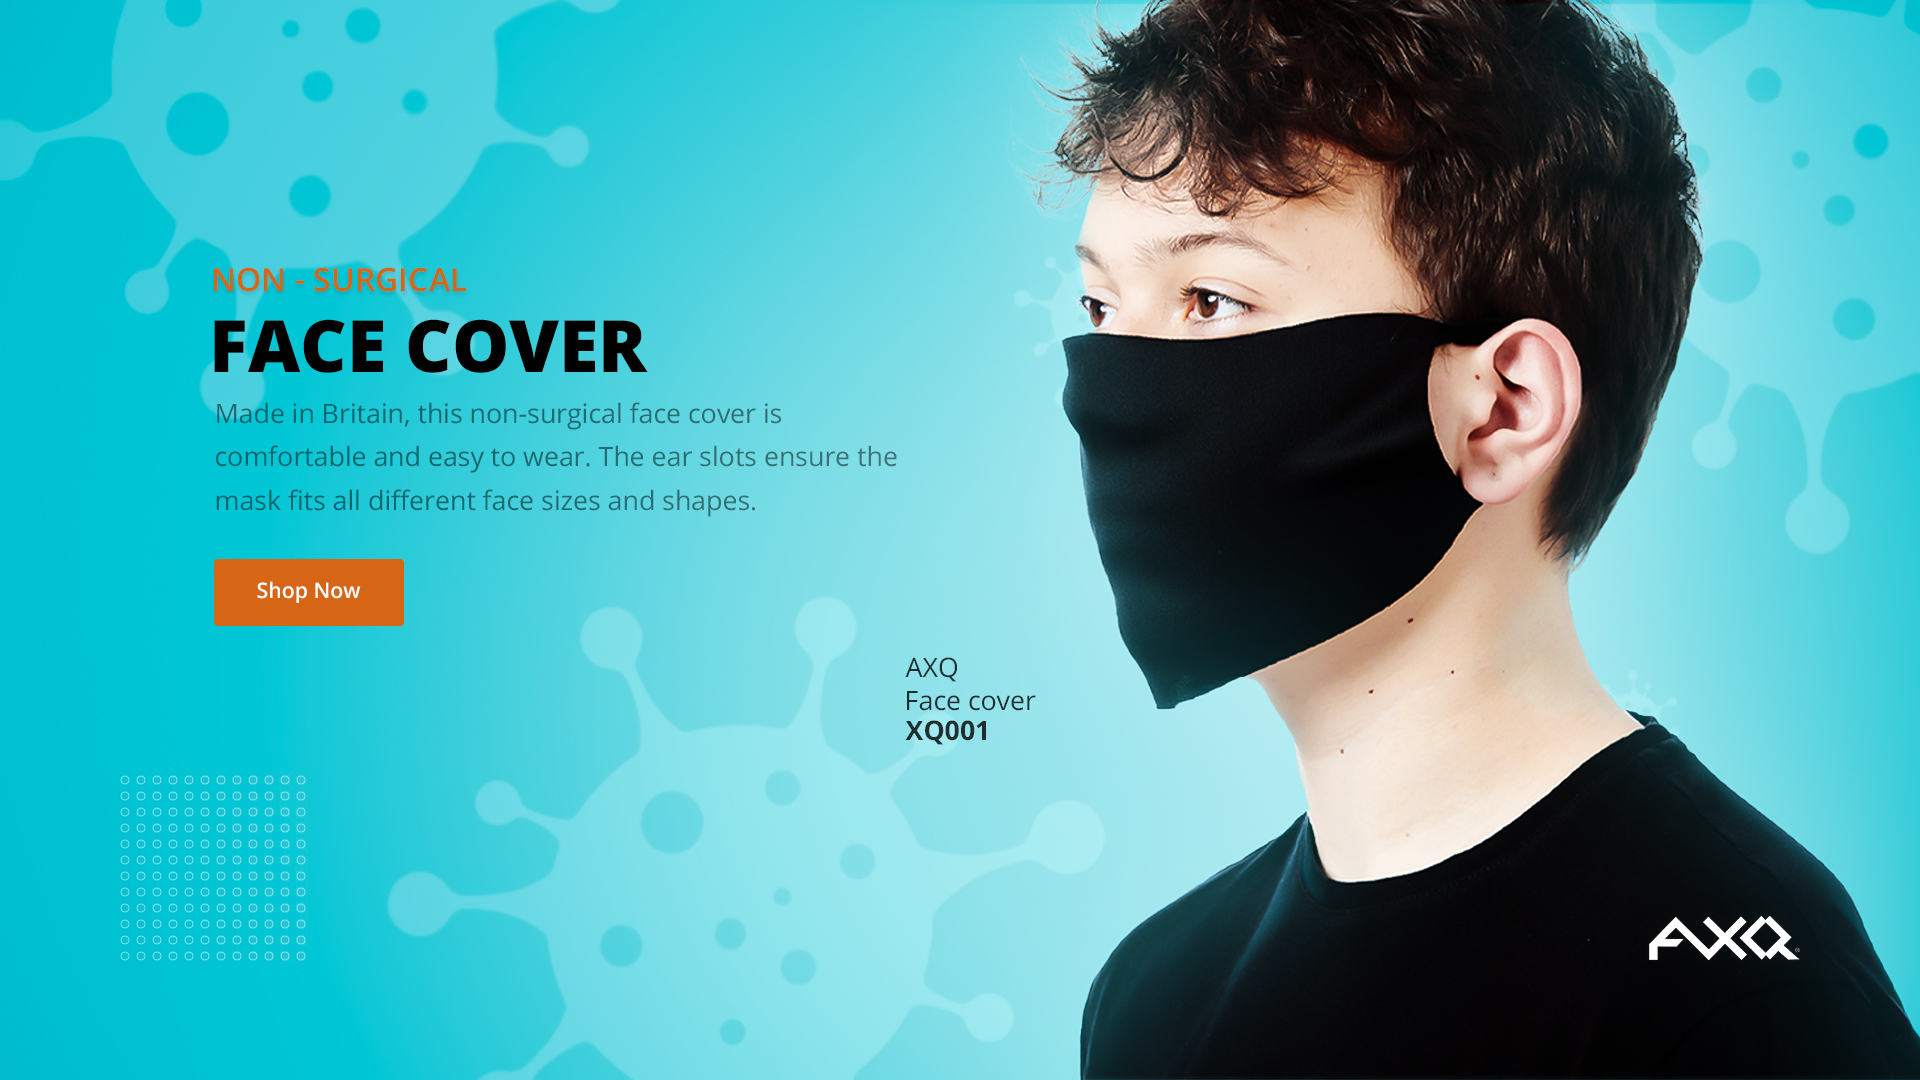 NON - SURGICAL
FACE COVER
Made in Britain, this non-surgical face cover is
comfortable and easy to wear. The ear slots ensure the
mask fits all different face sizes and shapes.
Shop Now
AXQ
Face cover
XQ001
AXQ